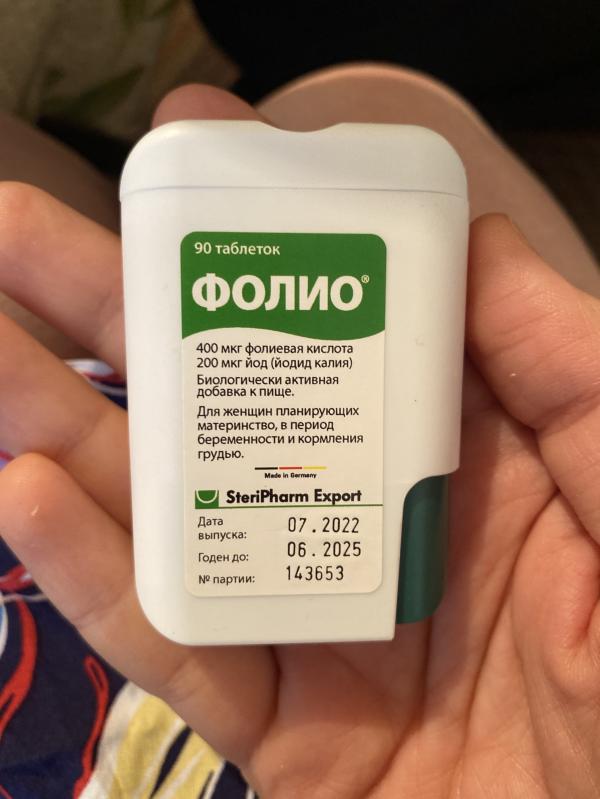 90 таблеток
ФОЛИО®
400 мкг фолиевая кислота
200 мкг йод (йодид калия)
Биологически активная
добавка к пище.
Для женщин планирующих
материнство, в период
беременности и кормления
грудью.
Made in Germany
SteriPharm Export
Дата
выпуска: 07.2022
Годен до: 06.2025
№ партии: 143653